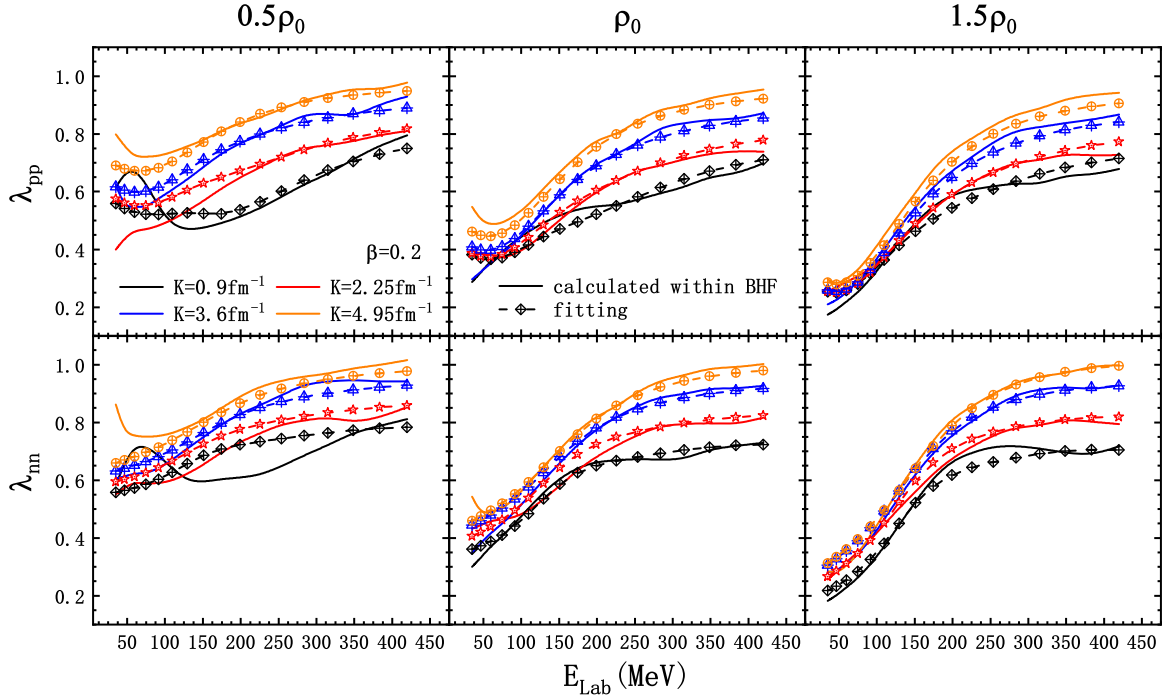 0.5ρ₀ ρ₀ 1.5ρ₀
1.0
0.8
0.6
0.4
0.2
λpp
β=0.2
K=0.9fm⁻¹ K=2.25fm⁻¹
K=3.6fm⁻¹ K=4.95fm⁻¹
calculated within BHF
fitting
1.0
0.8
0.6
0.4
0.2
λnn
50 100 150 200 250 300 350 400 450 50 100 150 200 250 300 350 400 450 50 100 150 200 250 300 350 400 450
E_Lab(MeV)